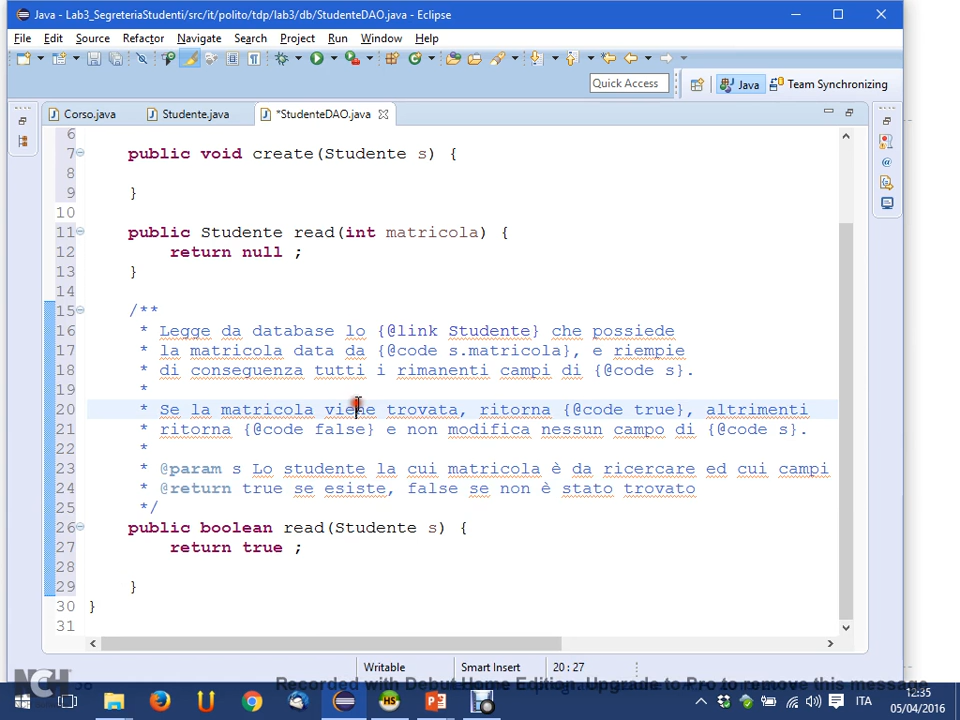 Java - Lab3_SegreteriaStudenti/src/it/polito/tdp/lab3/db/StudenteDAO.java - Eclipse
File Edit Source Refactor Navigate Search Project Run Window Help
Quick Access Java Team Synchronizing
Corso.java Studente.java *StudenteDAO.java
6
7 public void create(Studente s) {
8
9 }
10
11 public Studente read(int matricola) {
12 return null ;
13 }
14
15 /**
16 * Legge da database lo {@link Studente} che possiede
17 * la matricola data da {@code s.matricola}, e riempie
18 * di conseguenza tutti i rimanenti campi di {@code s}.
19 *
20 * Se la matricola viene trovata, ritorna {@code true}, altrimenti
21 * ritorna {@code false} e non modifica nessun campo di {@code s}.
22 *
23 * @param s Lo studente la cui matricola è da ricercare ed cui campi
24 * @return true se esiste, false se non è stato trovato
25 */
26 public boolean read(Studente s) {
27 return true ;
28
29 }
30 }
31
Writable Smart Insert 20 : 27
NCH
Recorded with Debut Home Edition. Upgrade to Pro to remove this message
HS
ITA
12:35
05/04/2016